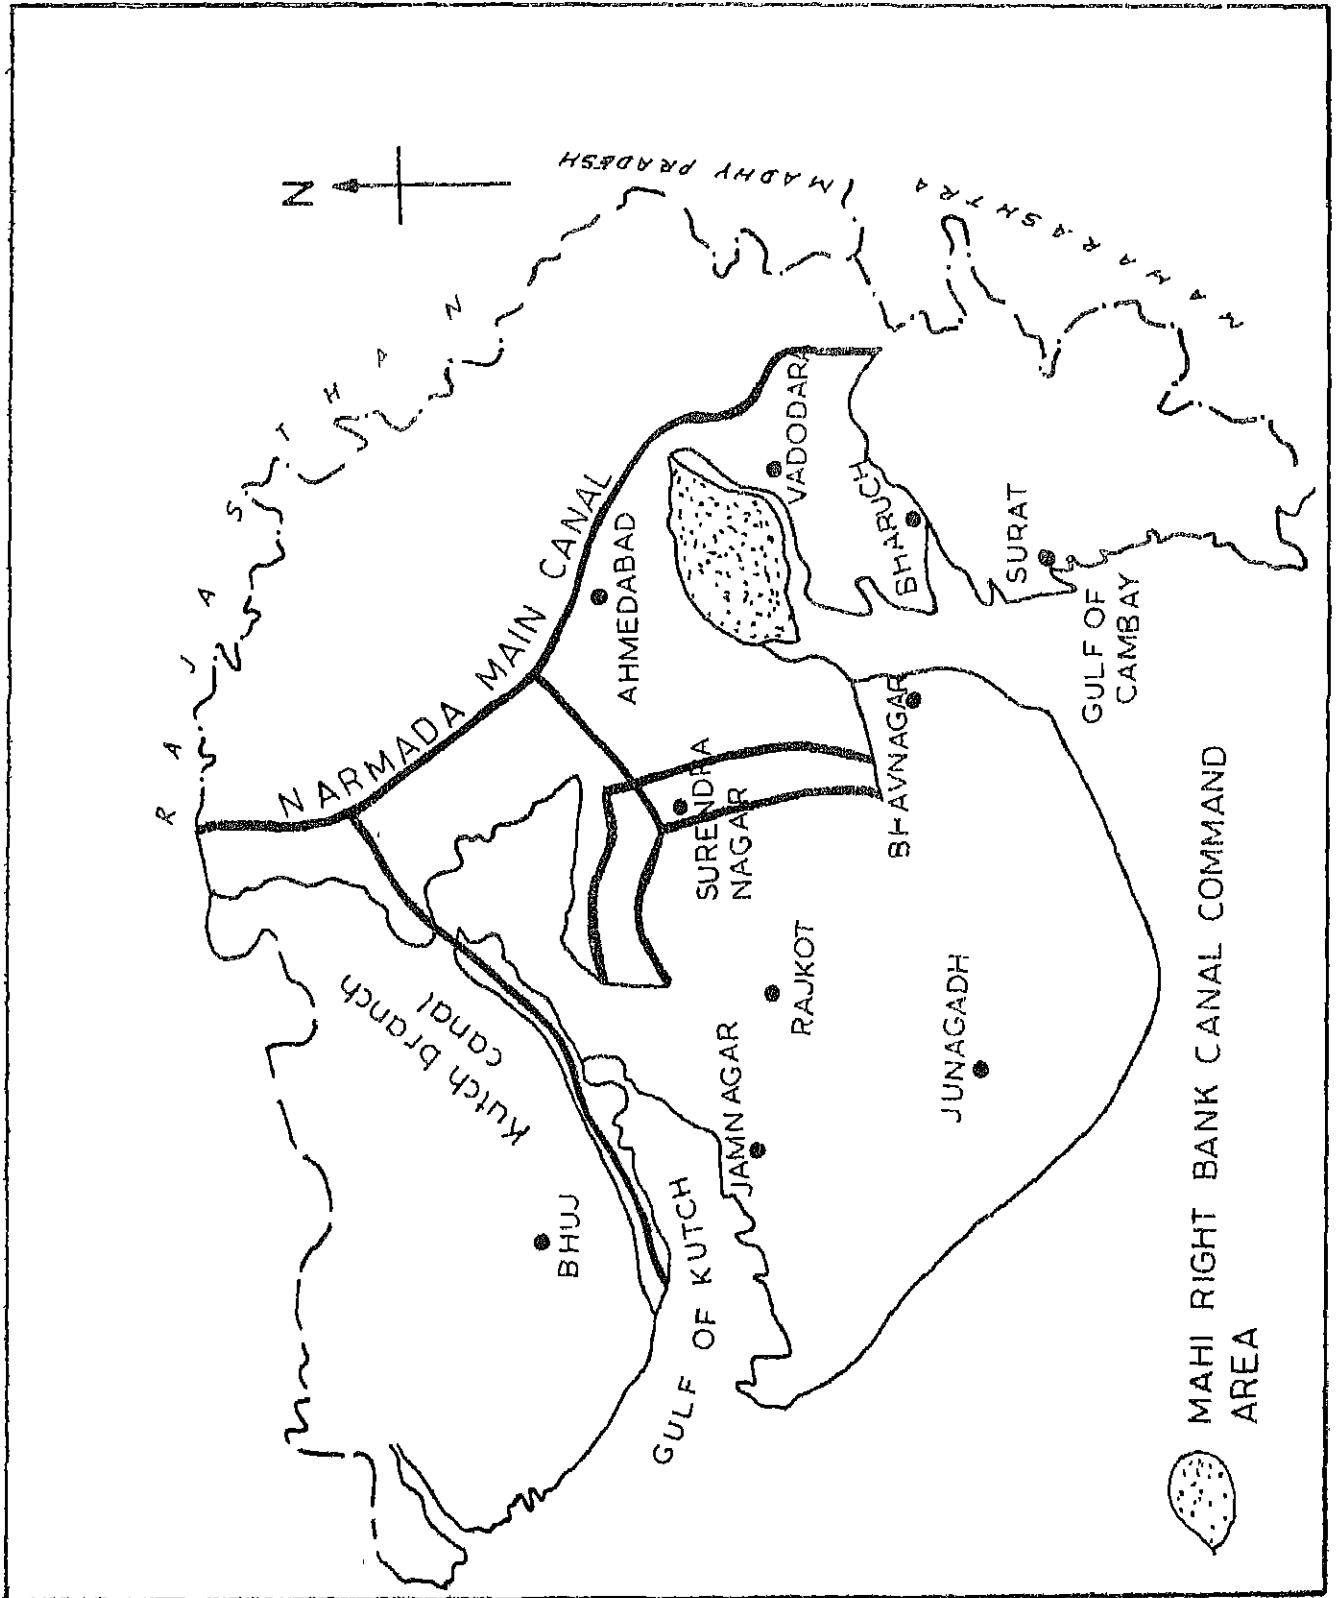 N
RAJASTHAN
MADHY PRADESH
MAHARASHTRA
NARMADA MAIN CANAL
AHMEDABAD
VADODARA
BHARUCH
SURAT
GULF OF
CAMBAY
BHAVNAGAR
SURENDRA
NAGAR
Kutch branch
canal
RAJKOT
JAMNAGAR
JUNAGADH
BHUJ
GULF OF KUTCH
MAHI RIGHT BANK CANAL COMMAND
AREA